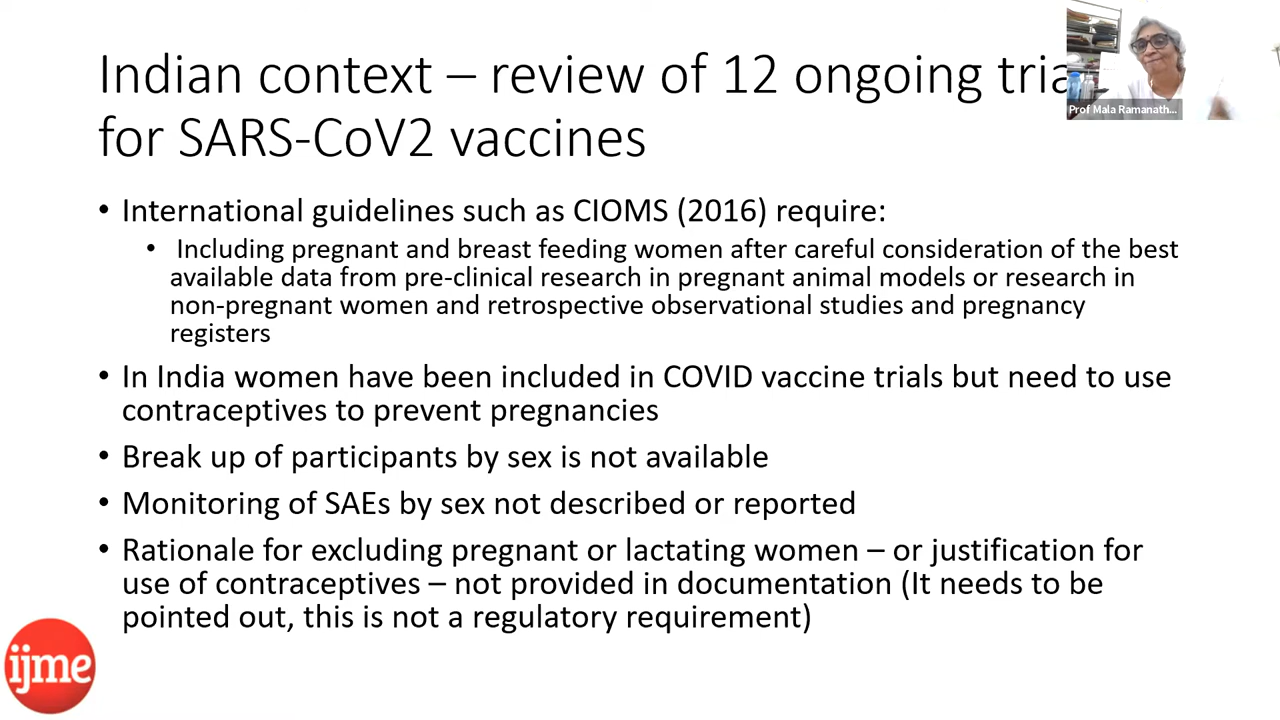 Indian context – review of 12 ongoing tria
for SARS-CoV2 vaccines
Prof Mala Ramanath...
• International guidelines such as CIOMS (2016) require:
• Including pregnant and breast feeding women after careful consideration of the best
available data from pre-clinical research in pregnant animal models or research in
non-pregnant women and retrospective observational studies and pregnancy
registers
• In India women have been included in COVID vaccine trials but need to use
contraceptives to prevent pregnancies
• Break up of participants by sex is not available
• Monitoring of SAEs by sex not described or reported
• Rationale for excluding pregnant or lactating women – or justification for
use of contraceptives – not provided in documentation (It needs to be
pointed out, this is not a regulatory requirement)
ijme